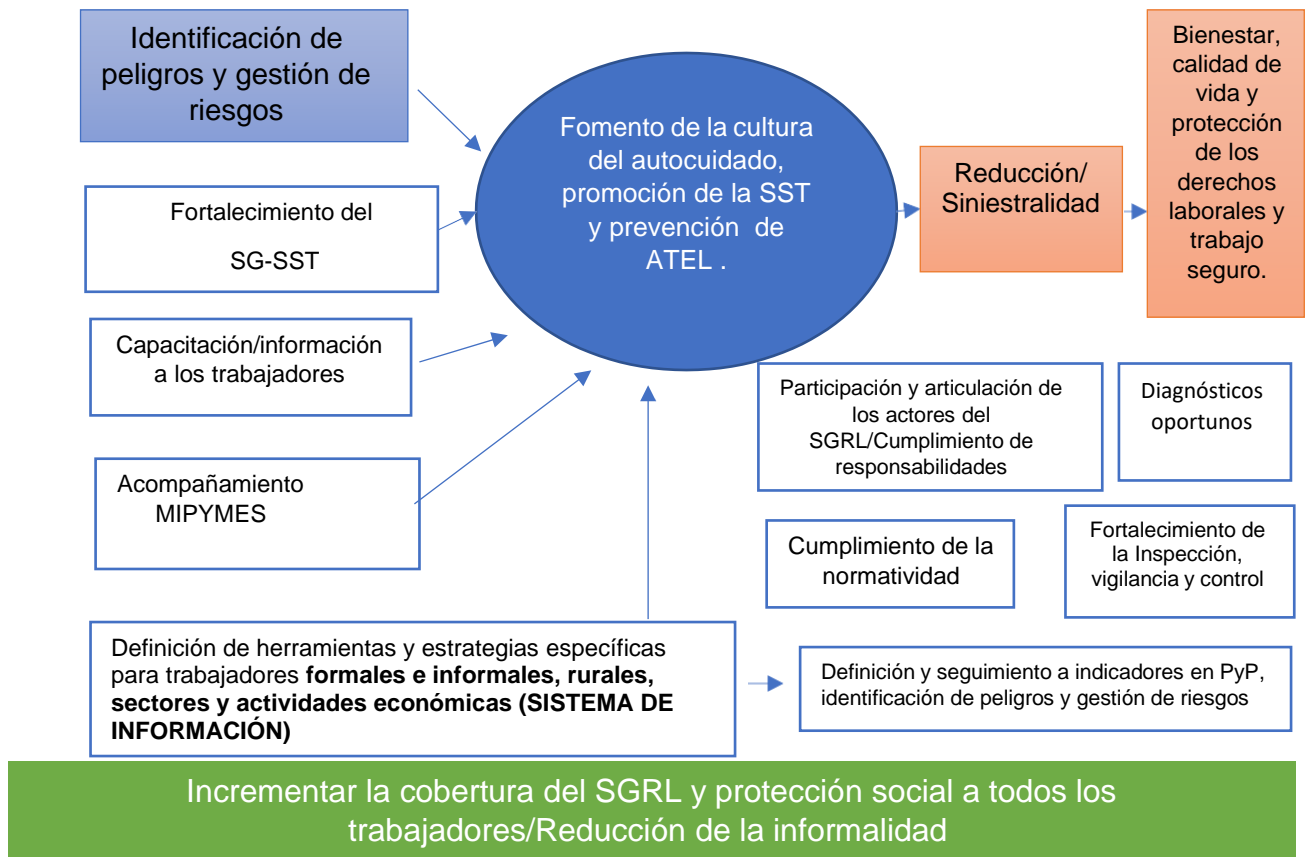 Identificación de
peligros y gestión de
riesgos
Fortalecimiento del
SG-SST
Capacitación/información
a los trabajadores
Acompañamiento
MIPYMES
Definición de herramientas y estrategias específicas
para trabajadores formales e informales, rurales,
sectores y actividades económicas (SISTEMA DE
INFORMACIÓN)
Fomento de la cultura
del autocuidado,
promoción de la SST
y prevención de
ATEL .
Reducción/
Siniestralidad
Bienestar,
calidad de
vida y
protección
de los
derechos
laborales y
trabajo
seguro.
Participación y articulación de
los actores del
SGRL/Cumplimiento de
responsabilidades
Diagnósticos
oportunos
Cumplimiento de la
normatividad
Fortalecimiento de
la Inspección,
vigilancia y control
Definición y seguimiento a indicadores en PyP,
identificación de peligros y gestión de riesgos
Incrementar la cobertura del SGRL y protección social a todos los
trabajadores/Reducción de la informalidad